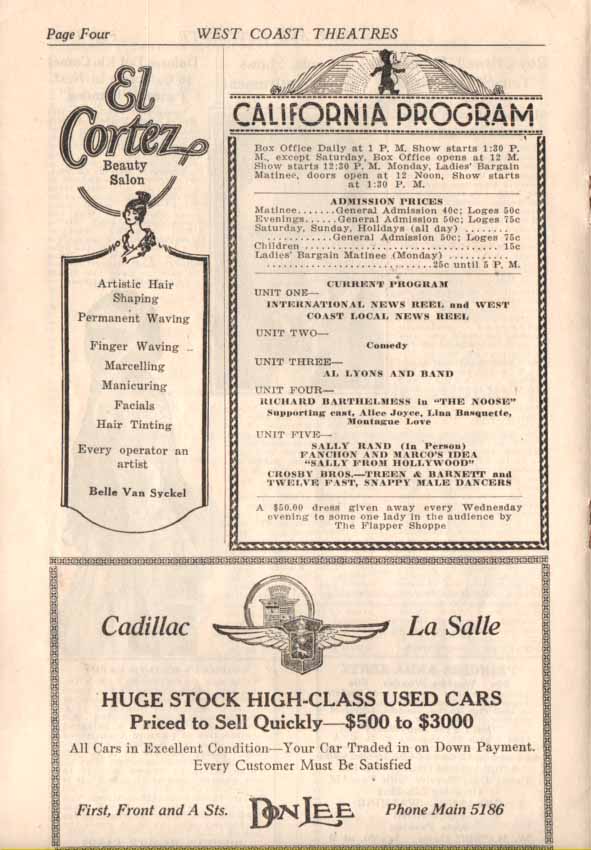 Page Four
WEST COAST THEATRES
El
Cortez
Beauty
Salon
Artistic Hair
Shaping
Permanent Waving
Finger Waving ..
Marcelling
Manicuring
Facials
Hair Tinting
Every operator an
artist
Belle Van Syckel
CALIFORNIA PROGRAM
Box Office Daily at 1 P. M. Show starts 1:30 P.
M., except Saturday, Box Office opens at 12 M.
Show starts 12:30 P. M. Monday, Ladies' Bargain
Matinee, doors open at 12 Noon, Show starts
at 1:30 P. M.
ADMISSION PRICES
Matinee.......General Admission 40c; Loges 50c
Evenings......General Admission 50c; Loges 75c
Saturday, Sunday, Holidays (all day) ........
............General Admission 50c; Loges 75c
Children .................................. 15c
Ladies' Bargain Matinee (Monday) ...........
..............................25c until 5 P. M.
CURRENT PROGRAM
UNIT ONE—
INTERNATIONAL NEWS REEL and WEST
COAST LOCAL NEWS REEL
UNIT TWO—
Comedy
UNIT THREE—
AL LYONS AND BAND
UNIT FOUR—
RICHARD BARTHELMESS in "THE NOOSE"
Supporting cast, Alice Joyce, Lina Basquette,
Montague Love
UNIT FIVE—
SALLY RAND (In Person)
FANCHON AND MARCO'S IDEA
"SALLY FROM HOLLYWOOD"
CROSBY BROS.—TREEN & BARNETT and
TWELVE FAST, SNAPPY MALE DANCERS
A $50.00 dress given away every Wednesday
evening to some one lady in the audience by
The Flapper Shoppe
Cadillac
La Salle
HUGE STOCK HIGH-CLASS USED CARS
Priced to Sell Quickly—$500 to $3000
All Cars in Excellent Condition—Your Car Traded in on Down Payment.
Every Customer Must Be Satisfied
First, Front and A Sts.
DON LEE
Phone Main 5186